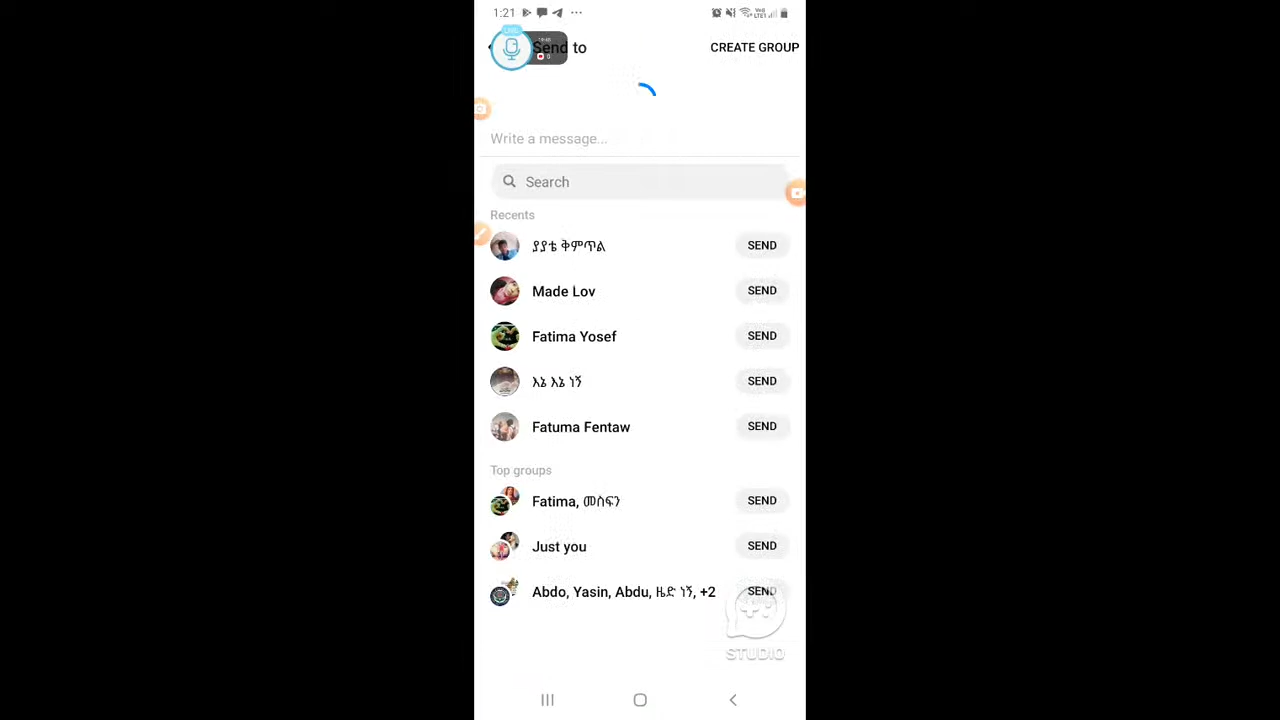 1:21
LIVE
Send to
CREATE GROUP
Write a message...
Search
Recents
ያያቴ ቅምጥል
SEND
Made Lov
SEND
Fatima Yosef
SEND
እኔ እኔ ነኝ
SEND
Fatuma Fentaw
SEND
Top groups
Fatima, መስፍን
SEND
Just you
SEND
Abdo, Yasin, Abdu, ዜድ ነኝ, +2
SEND
STUDIO